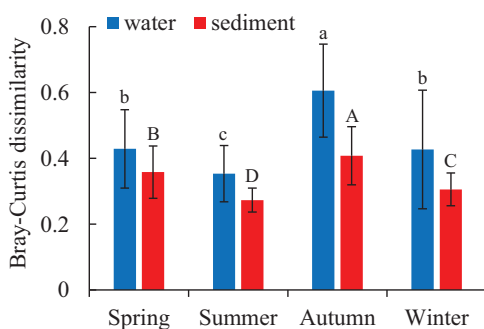 water sediment
Bray-Curtis dissimilarity
0.8
0.6
0.4
0.2
0
b B c D a A b C
Spring Summer Autumn Winter